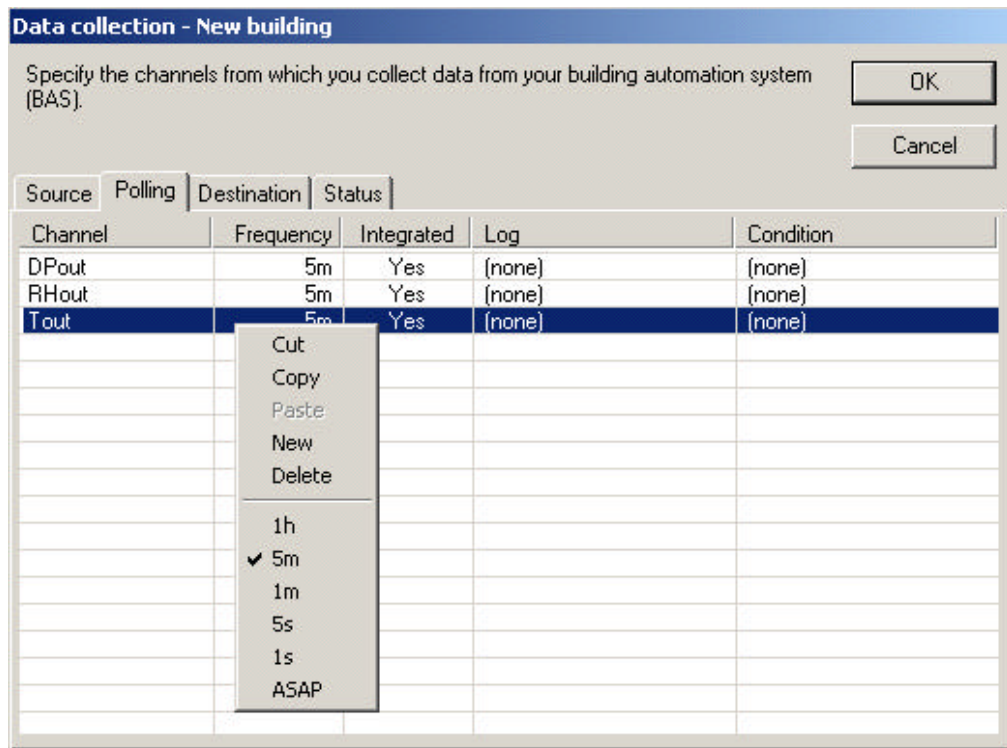 Data collection - New building
Specify the channels from which you collect data from your building automation system
(BAS).
OK
Cancel
Source Polling Destination Status
Channel Frequency Integrated Log Condition
DPout 5m Yes (none) (none)
RHout 5m Yes (none) (none)
Tout 5m Yes (none) (none)
Cut
Copy
Paste
New
Delete
1h
5m
1m
5s
1s
ASAP